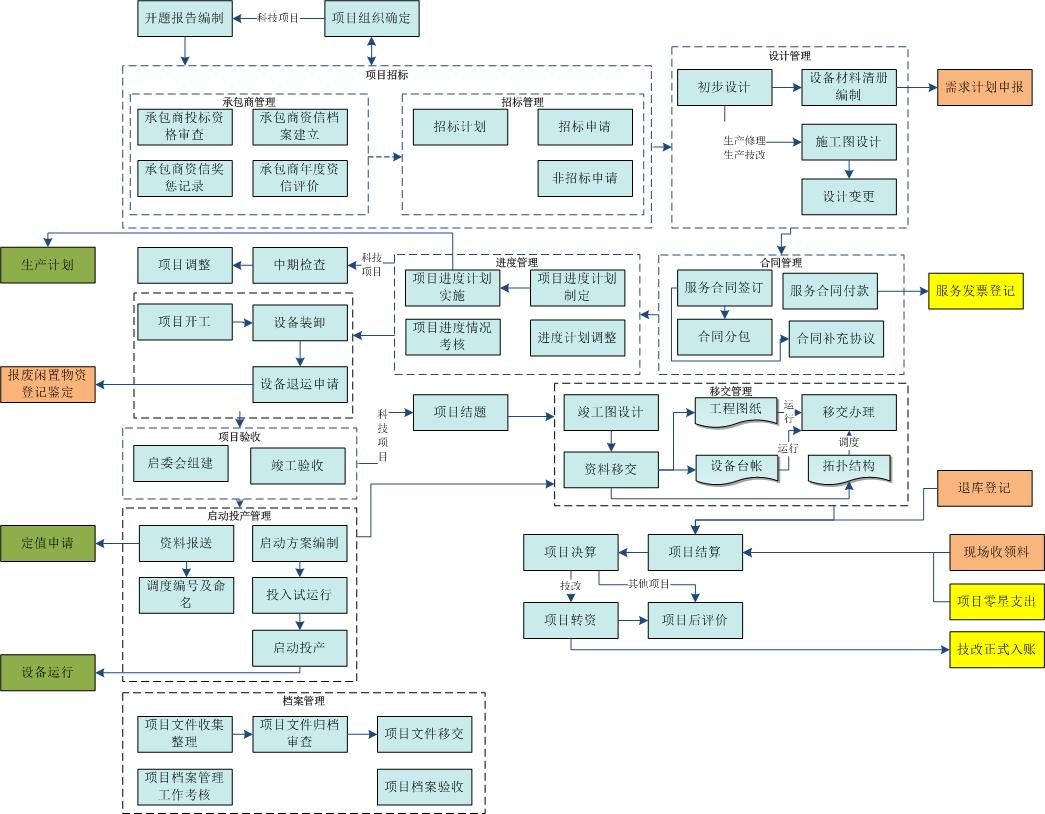 开题报告编制
科技项目
项目组织确定
项目招标
承包商管理
承包商投标资
格审查
承包商资信档
案建立
承包商资信奖
惩记录
承包商年度资
信评价
招标管理
招标计划
招标申请
非招标申请
设计管理
初步设计
设备材料清册
编制
需求计划申报
生产修理
生产技改
施工图设计
设计变更
生产计划
项目调整
中期检查
科技
项目
进度管理
项目进度计划
实施
项目进度计划
制定
项目进度情况
考核
进度计划调整
合同管理
服务合同签订
服务合同付款
合同分包
合同补充协议
服务发票登记
项目开工
设备装卸
设备退运申请
报废闲置物资
登记鉴定
项目验收
启委会组建
竣工验收
科
技
项
目
项目结题
移交管理
竣工图设计
工程图纸
运
行
移交办理
资料移交
设备台帐
运行
调度
拓扑结构
退库登记
启动投产管理
定值申请
资料报送
启动方案编制
调度编号及命
名
投入试运行
启动投产
设备运行
项目决算
项目结算
现场收领料
技改
其他项目
项目零星支出
项目转资
项目后评价
技改正式入账
档案管理
项目文件收集
整理
项目文件归档
审查
项目文件移交
项目档案管理
工作考核
项目档案验收